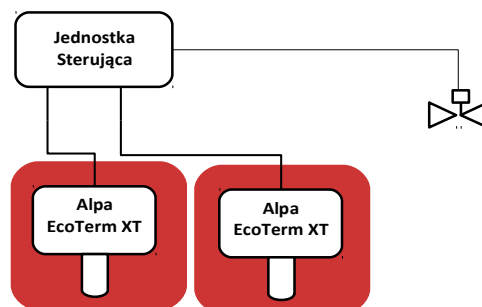 Jednostka
Sterująca
Alpa
EcoTerm XT
Alpa
EcoTerm XT